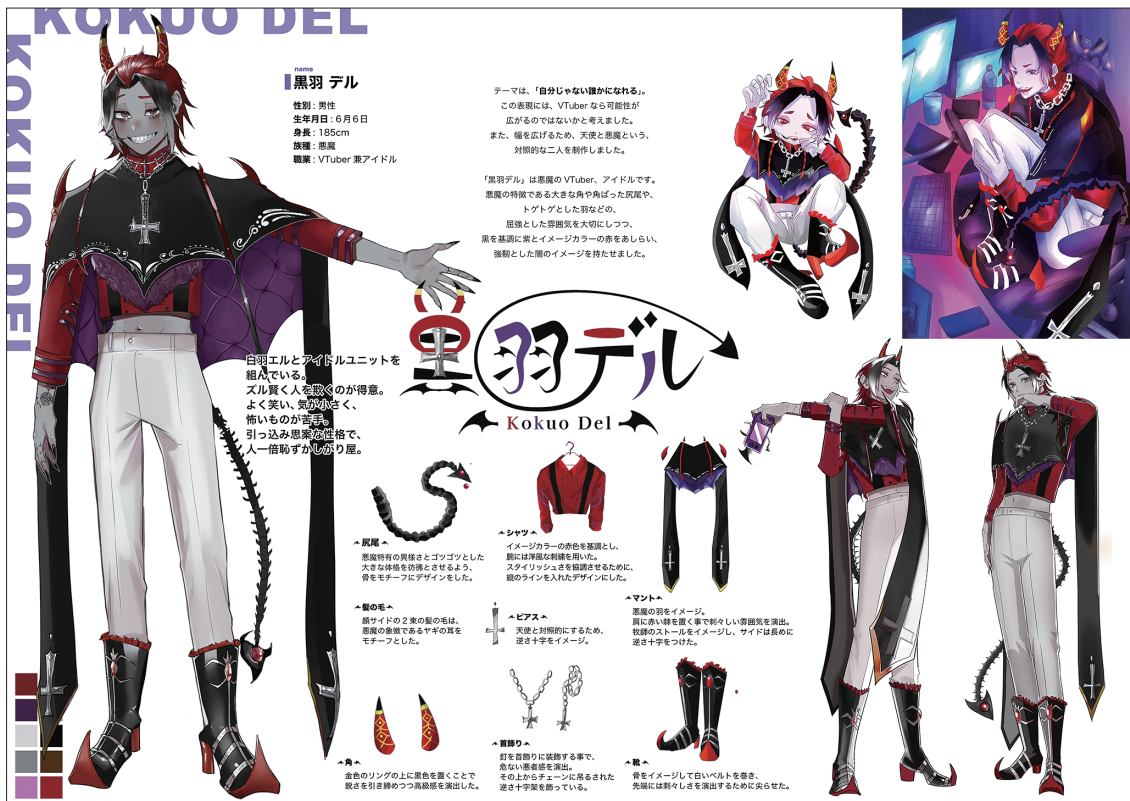 KOKUO DEL
KOKUO DEL
name
黒羽 デル
性別 : 男性
生年月日 : 6月6日
身長 : 185cm
族種 : 悪魔
職業 : VTuber 兼アイドル
テーマは、「自分じゃない誰かになれる」。
この表現には、VTuber なら可能性が
広がるのではないかと考えました。
また、幅を広げるため、天使と悪魔という、
対照的な二人を制作しました。
「黒羽デル」は悪魔の VTuber、アイドルです。
悪魔の特徴である大きな角や角ばった尻尾や、
トゲトゲとした羽などの、
屈強とした雰囲気を大切にしつつ、
黒を基調に紫とイメージカラーの赤をあしらい、
強靭とした闇のイメージを持たせました。
白羽エルとアイドルユニットを
組んでいる。
ズル賢く人を欺くのが得意。
よく笑い、気が小さく、
怖いものが苦手。
引っ込み思案な性格で、
人一倍恥ずかしがり屋。
黒羽デル
Kokuo Del
尻尾
悪魔特有の異様さとゴツゴツとした
大きな体格を彷彿とさせるよう、
骨をモチーフにデザインをした。
シャツ
イメージカラーの赤色を基調とし、
腕には洋風な刺繍を用いた。
スタイリッシュさを協調させるために、
縦のラインを入れたデザインにした。
髪の毛
顔サイドの2束の髪の毛は、
悪魔の象徴であるヤギの耳を
モチーフとした。
ピアス
天使と対照的にするため、
逆さ十字をイメージ。
マント
悪魔の羽をイメージ。
肩に赤い棘を置く事で刺々しい雰囲気を演出。
牧師のストールをイメージし、サイドは長めに
逆さ十字をつけた。
角
金色のリングの上に黒色を置くことで
鋭さを引き締めつつ高級感を演出した。
首飾り
釘を首飾りに装飾する事で、
危ない悪者感を演出。
その上からチェーンに吊るされた
逆さ十字架を飾っている。
靴
骨をイメージして白いベルトを巻き、
先端には刺々しさを演出するために尖らせた。